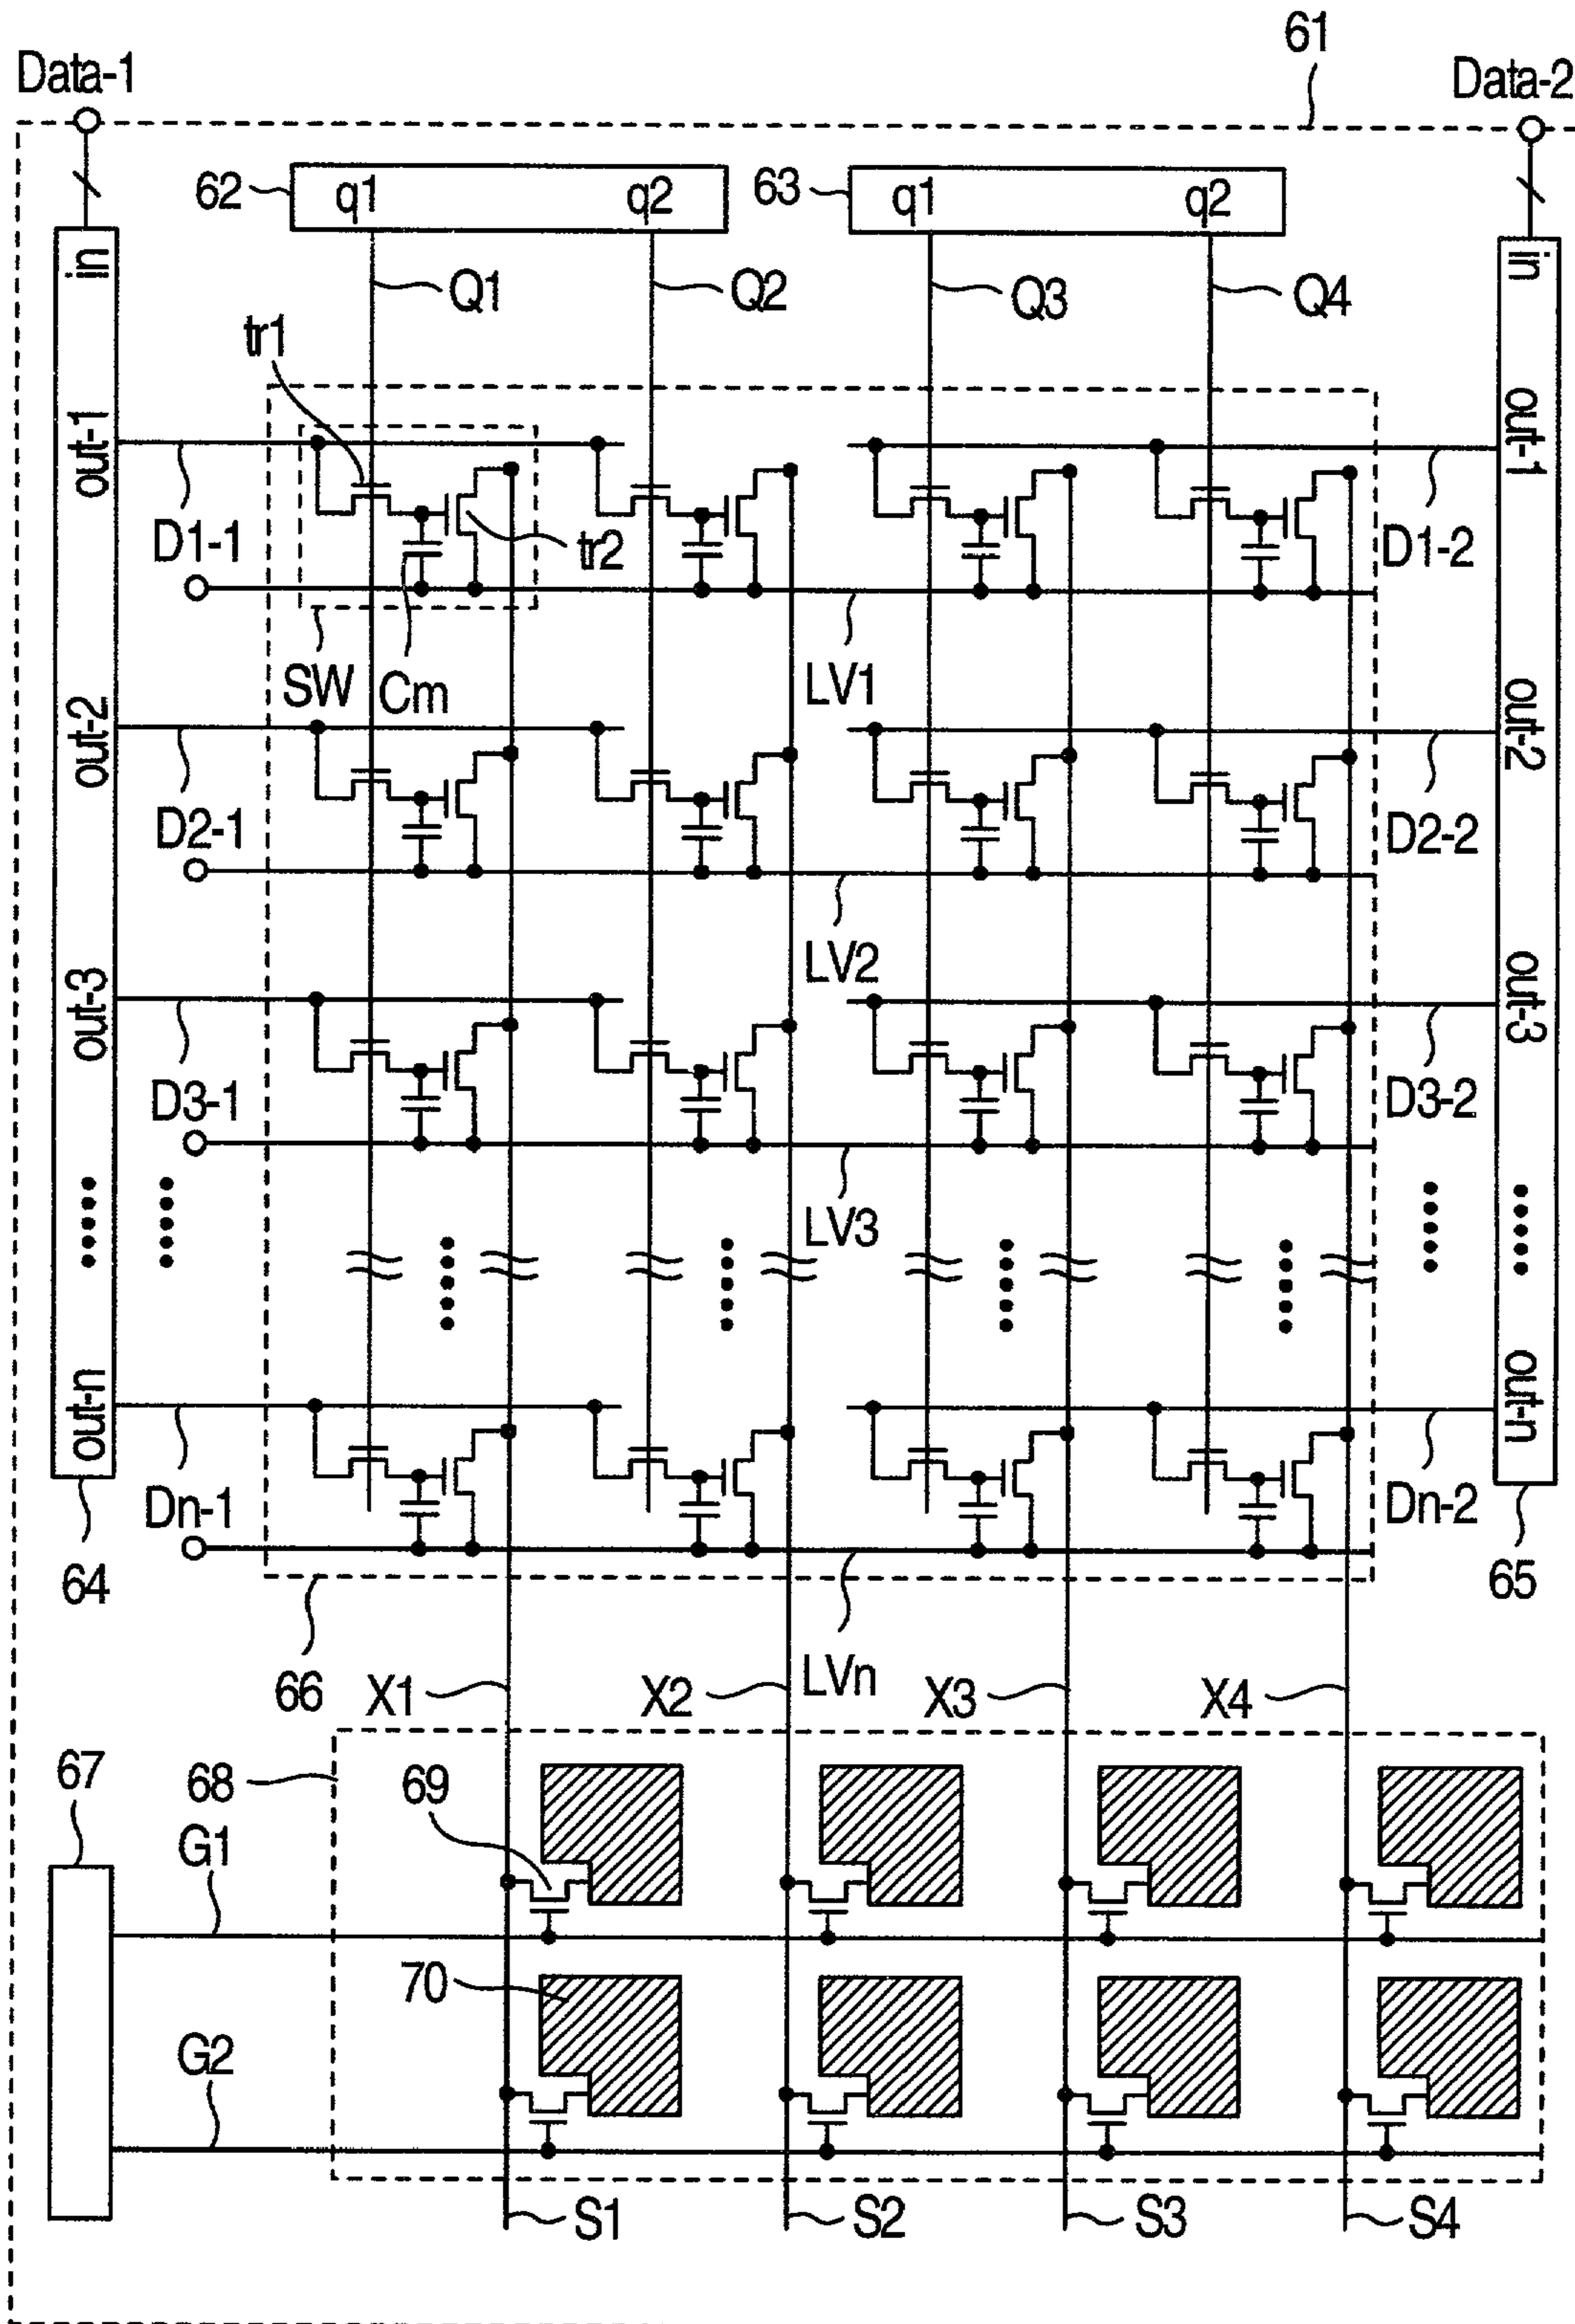 61
Data-1
Data-2
62
q1
q2
63
q1
q2
in
in
Q1
Q2
Q3
Q4
tr1
out-1
out-1
D1-1
tr2
D1-2
SW
Cm
LV1
out-2
out-2
D2-1
D2-2
LV2
out-3
out-3
D3-1
D3-2
LV3
out-n
out-n
Dn-1
Dn-2
64
65
66
X1
X2
LVn
X3
X4
67
68
69
G1
70
G2
S1
S2
S3
S4